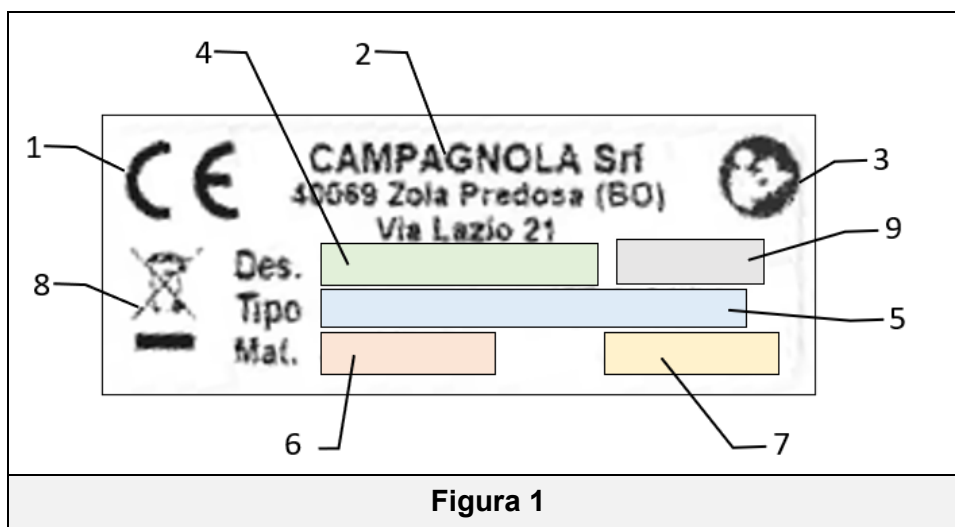 4
2
1
CE
CAMPAGNOLA Srl
40069 Zola Predosa (BO)
Via Lazio 21
3
9
8
Des.
Tipo
5
Mat.
6
7
Figura 1